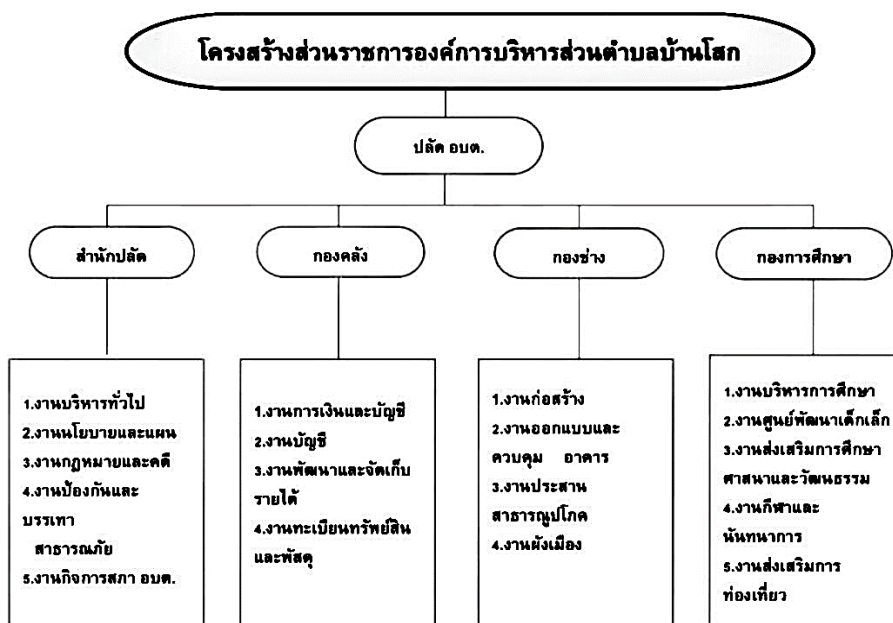 โครงสร้างส่วนราชการองค์การบริหารส่วนตำบลบ้านโสก
ปลัด อบต.
สำนักปลัด
กองคลัง
กองช่าง
กองการศึกษา
1.งานบริหารทั่วไป
2.งานนโยบายและแผน
3.งานกฎหมายและคดี
4.งานป้องกันและ
บรรเทา
สาธารณภัย
5.งานกิจการสภา อบต.
1.งานการเงินและบัญชี
2.งานบัญชี
3.งานพัฒนาและจัดเก็บ
รายได้
4.งานทะเบียนทรัพย์สิน
และพัสดุ
1.งานก่อสร้าง
2.งานออกแบบและ
ควบคุม อาคาร
3.งานประสาน
สาธารณูปโภค
4.งานผังเมือง
1.งานบริหารการศึกษา
2.งานศูนย์พัฒนาเด็กเล็ก
3.งานส่งเสริมการศึกษา
ศาสนาและวัฒนธรรม
4.งานกีฬาและ
นันทนาการ
5.งานส่งเสริมการ
ท่องเที่ยว